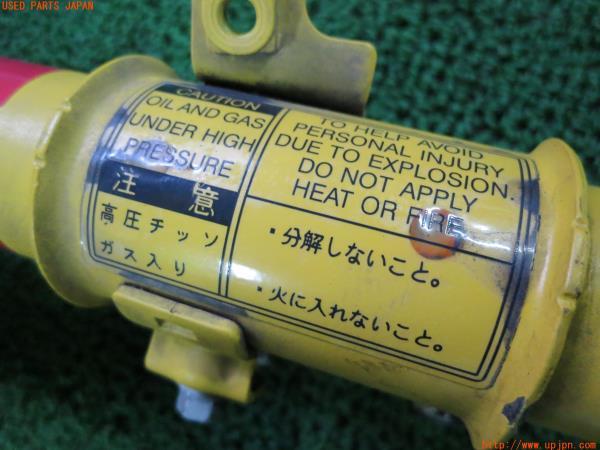 USED PARTS JAPAN
CAUTION
OIL AND GAS
UNDER HIGH
PRESSURE
注意
高圧チッソ
ガス入り
TO HELP AVOID
PERSONAL INJURY
DUE TO EXPLOSION.
DO NOT APPLY
HEAT OR FIRE
・分解しないこと。
・火に入れないこと。
http://www.upjpn.com/